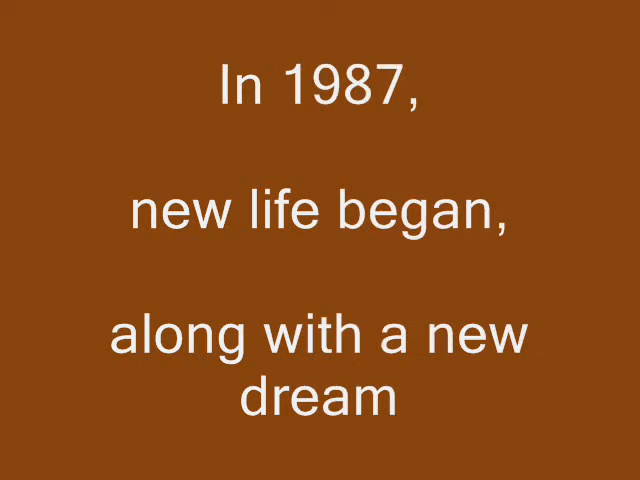 In 1987,
new life began,
along with a new
dream